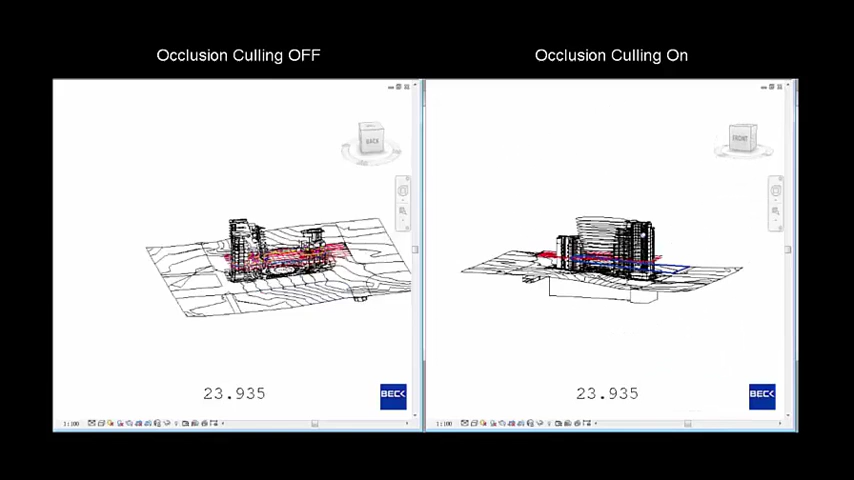 Occlusion Culling OFF
Occlusion Culling On
BACK
FRONT
23.935
BECK
23.935
BECK
1:100
1:100